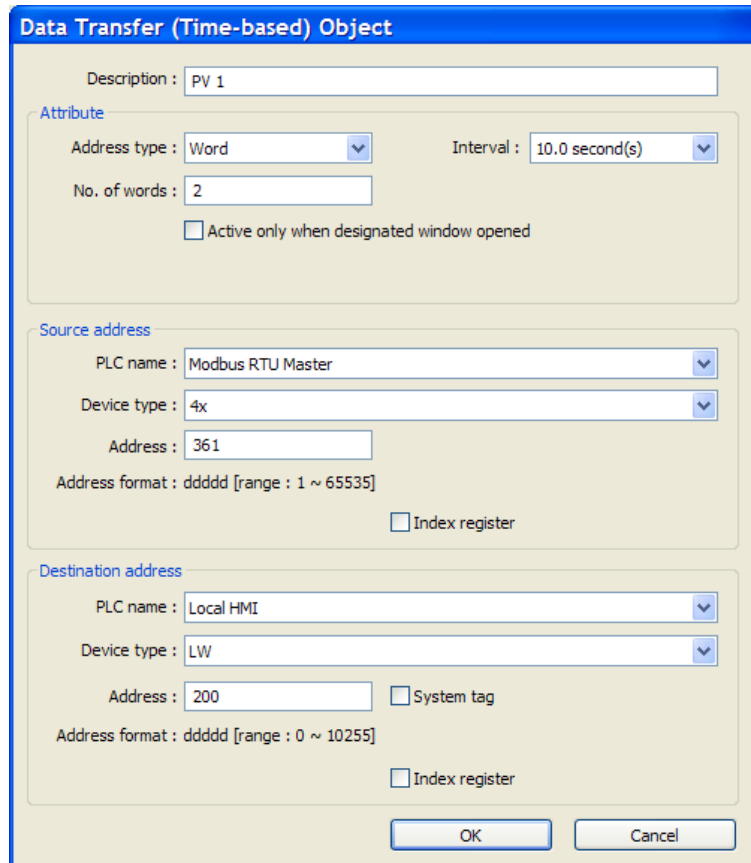 Data Transfer (Time-based) Object
Description : PV 1
Attribute
Address type : Word Interval : 10.0 second(s)
No. of words : 2
Active only when designated window opened
Source address
PLC name : Modbus RTU Master
Device type : 4x
Address : 361
Address format : ddddd [range : 1 ~ 65535]
Index register
Destination address
PLC name : Local HMI
Device type : LW
Address : 200 System tag
Address format : ddddd [range : 0 ~ 10255]
Index register
OK Cancel